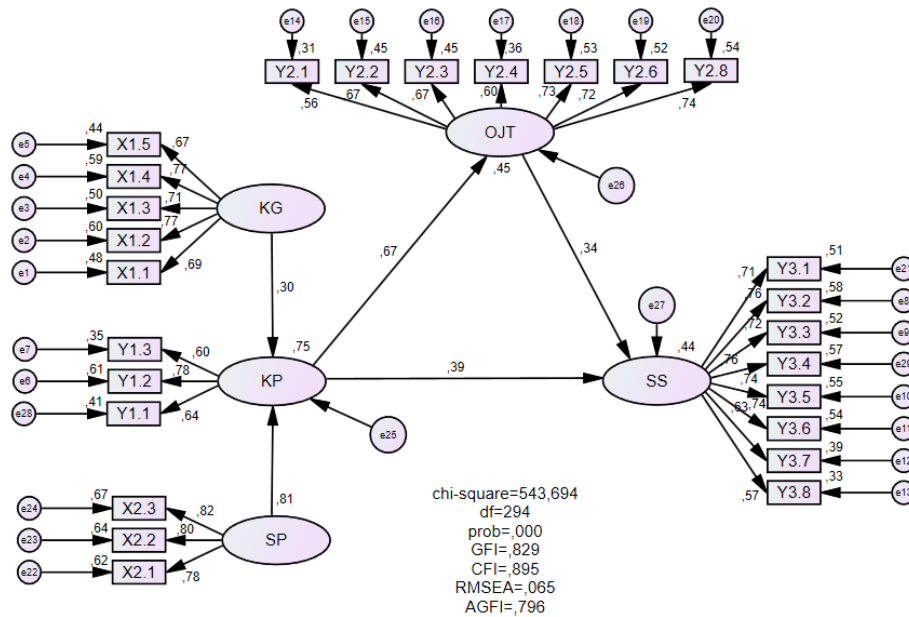 e14 e15 e16 e17 e18 e19 e20
,31 ,45 ,45 ,36 ,53 ,52 ,54
Y2.1 Y2.2 Y2.3 Y2.4 Y2.5 Y2.6 Y2.8
,56 ,67 ,67 ,60 ,73 ,72 ,74
OJT
,45
e26
e5 ,44 X1.5 ,67
e4 ,59 X1.4 ,77
e3 ,50 X1.3 ,71
e2 ,60 X1.2 ,77
e1 ,48 X1.1 ,69
KG
,67
,34
,30
e27
,51 ,71 Y3.1 e21
,76 Y3.2 ,58 e8
,72 Y3.3 ,52 e9
,76 Y3.4 ,57 e29
,74 Y3.5 ,55 e10
,74 Y3.6 ,54 e11
,63 Y3.7 ,39 e12
,57 Y3.8 ,33 e13
,44
SS
,39
e7 ,35 Y1.3 ,60
e6 ,61 Y1.2 ,78
e28 ,41 Y1.1 ,64
,75
KP
e25
,81
e24 ,67 X2.3 ,82
e23 ,64 X2.2 ,80
e22 ,62 X2.1 ,78
SP
chi-square=543,694
df=294
prob=,000
GFI=,829
CFI=,895
RMSEA=,065
AGFI=,796